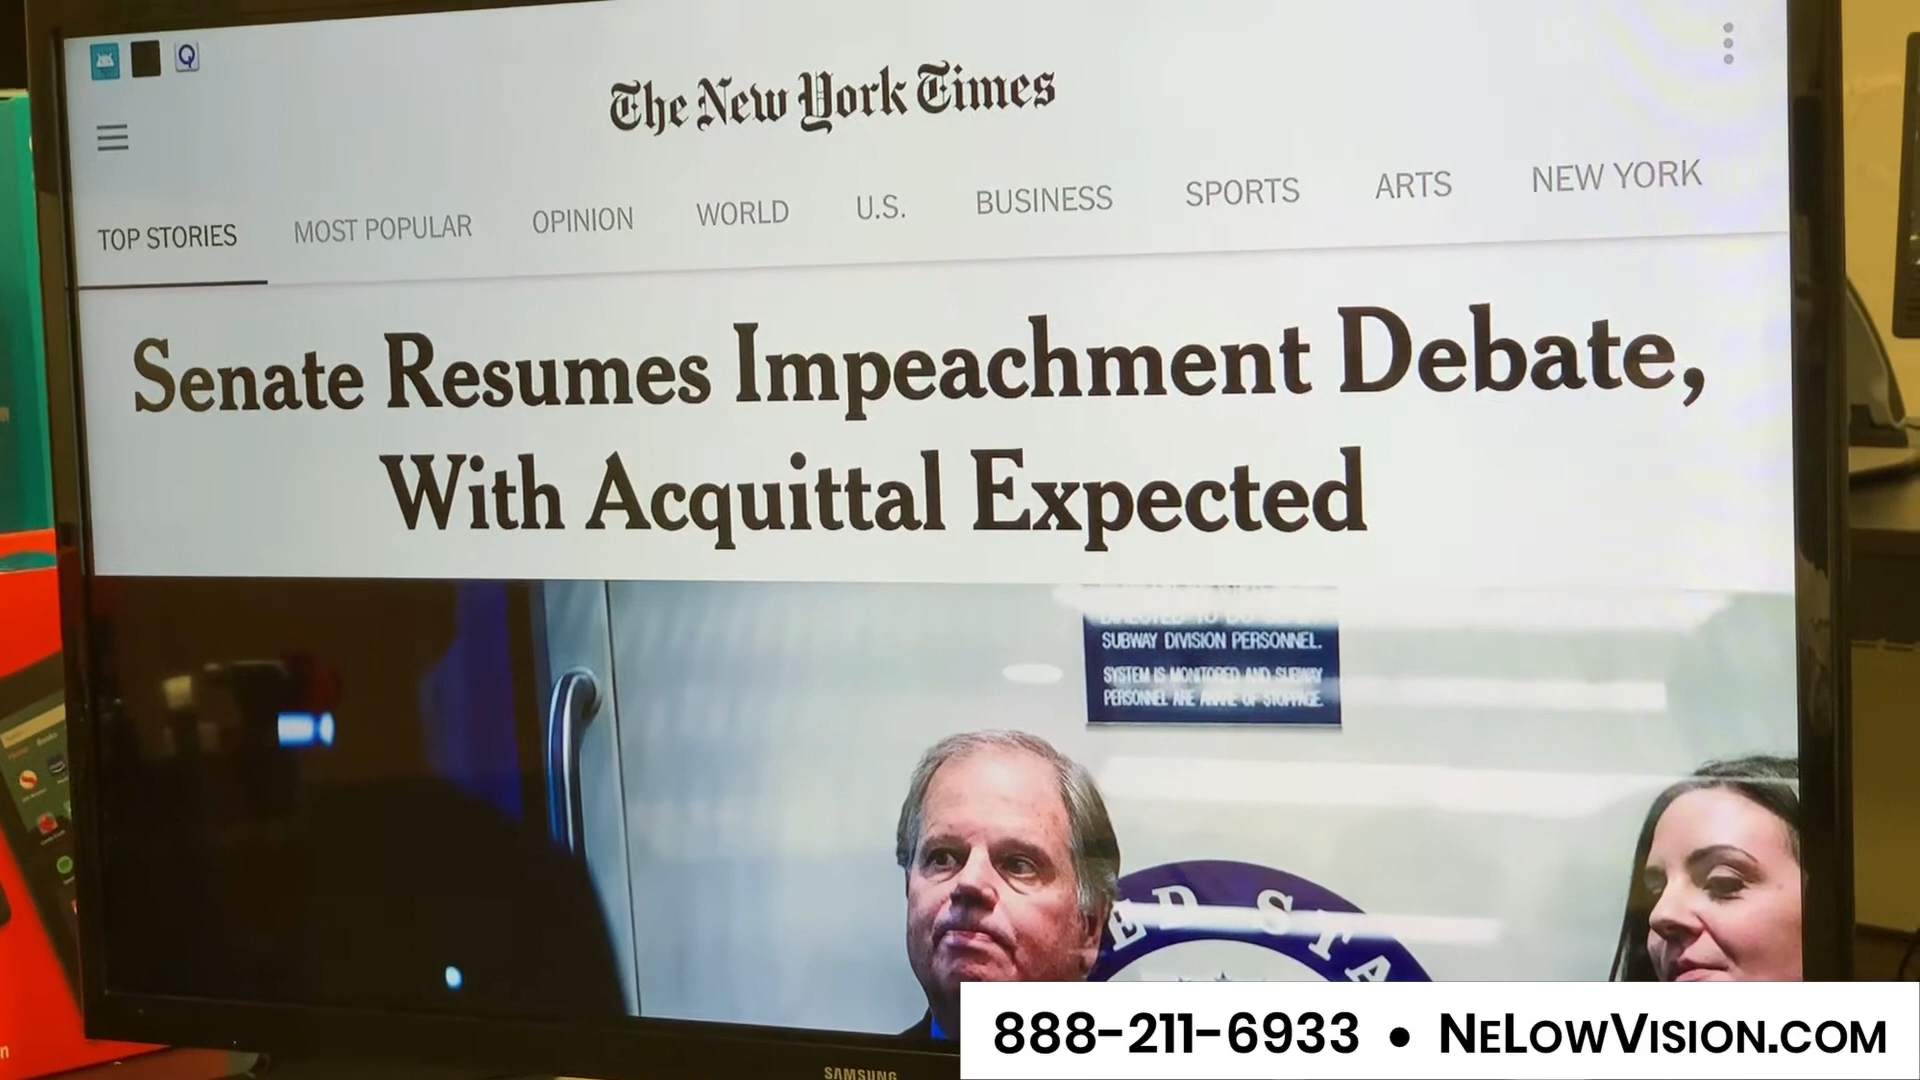 The New York Times
TOP STORIES MOST POPULAR OPINION WORLD U.S. BUSINESS SPORTS ARTS NEW YORK
Senate Resumes Impeachment Debate,
With Acquittal Expected
SUBWAY DIVISION PERSONNEL.
SYSTEM IS MONITORED AND SUBWAY
PERSONNEL ARE AWARE OF STOPPAGE.
ED STA
SAMSUNG
888-211-6933 • NELOWVISION.COM